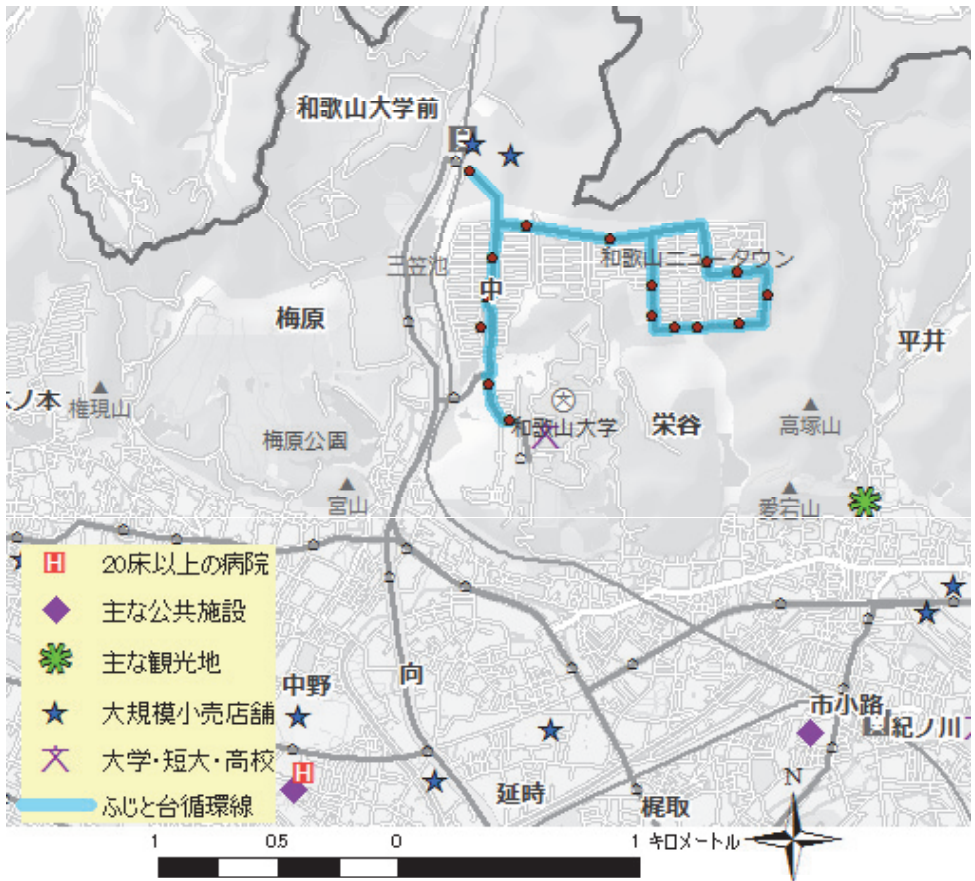 和歌山大学前
三笠池
和歌山ニュータウン
中
梅原
平井
ノ本
権現山
梅原公園
和歌山大学
栄谷
高塚山
宮山
愛宕山
20床以上の病院
主な公共施設
主な観光地
大規模小売店舗
大学・短大・高校
ふじと台循環線
中野
向
市小路
紀ノ川
延時
梶取
N
1 0.5 0 1 キロメートル